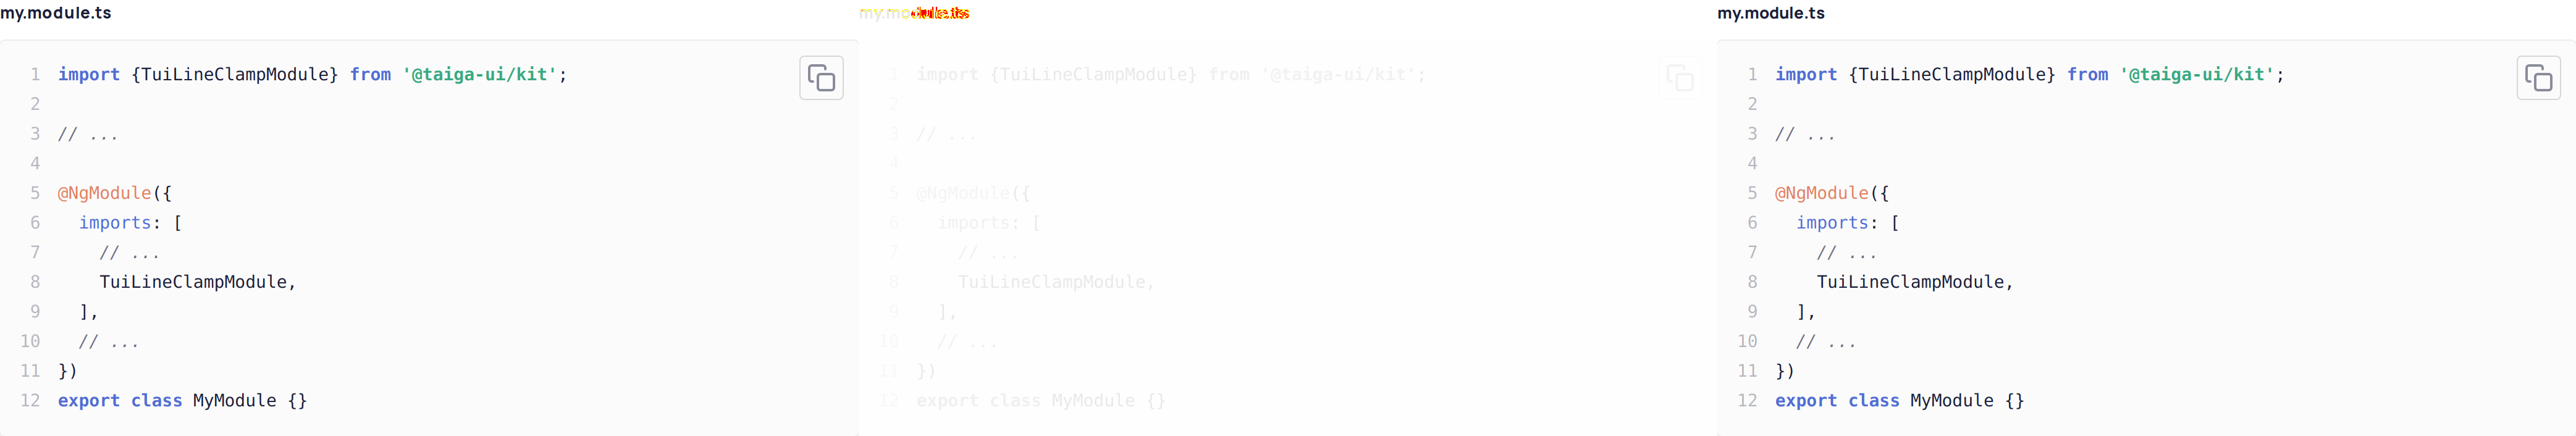 my.module.ts
1 import {TuiLineClampModule} from '@taiga-ui/kit';
2
3 // ...
4
5 @NgModule({
6   imports: [
7     // ...
8     TuiLineClampModule,
9   ],
10   // ...
11 })
12 export class MyModule {}
my.module.ts
1 import {TuiLineClampModule} from '@taiga-ui/kit';
2
3 // ...
4
5 @NgModule({
6   imports: [
7     // ...
8     TuiLineClampModule,
9   ],
10   // ...
11 })
12 export class MyModule {}
my.module.ts
1 import {TuiLineClampModule} from '@taiga-ui/kit';
2
3 // ...
4
5 @NgModule({
6   imports: [
7     // ...
8     TuiLineClampModule,
9   ],
10   // ...
11 })
12 export class MyModule {}